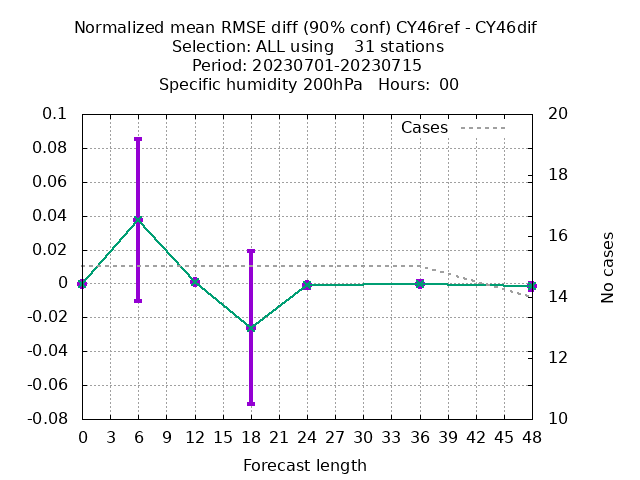 Normalized mean RMSE diff (90% conf) CY46ref - CY46dif
Selection: ALL using    31 stations
Period: 20230701-20230715
Specific humidity 200hPa   Hours:  00
0.1
0.08
0.06
0.04
0.02
0
-0.02
-0.04
-0.06
-0.08
Cases
20
18
16
14
12
10
No cases
0 3 6 9 12 15 18 21 24 27 30 33 36 39 42 45 48
Forecast length